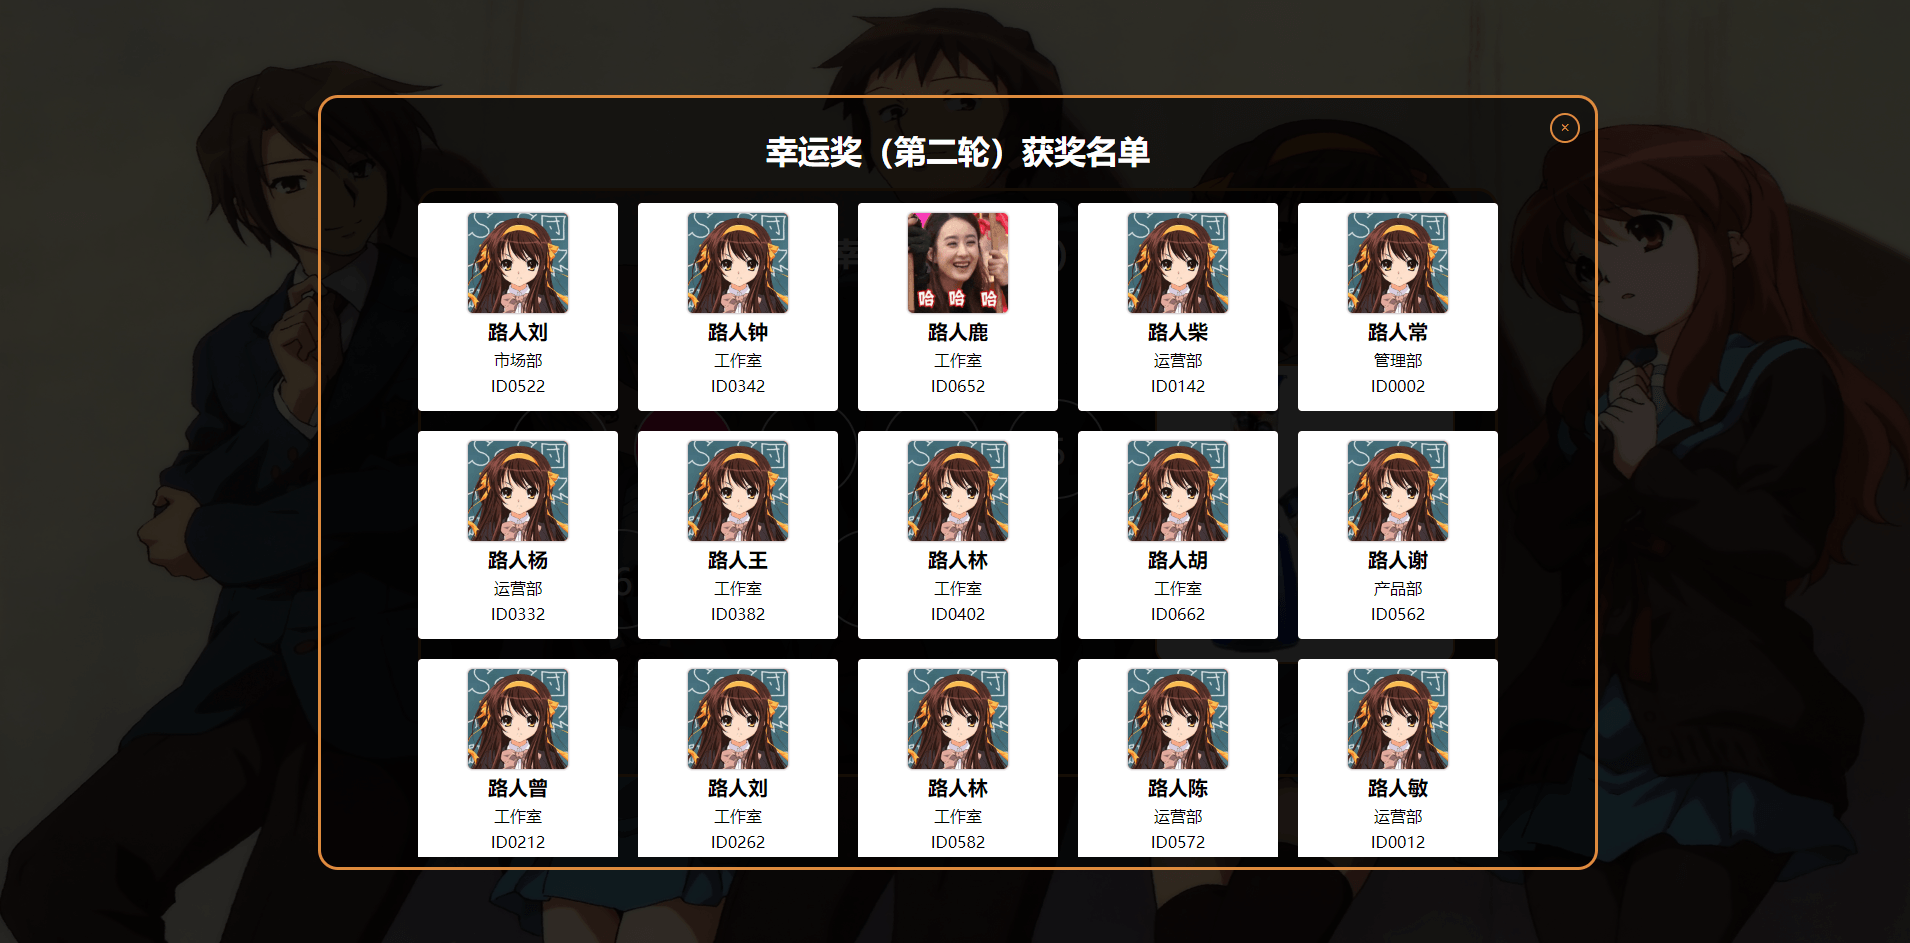 幸运奖（第二轮）获奖名单
×
哈 哈 哈
路人刘
市场部
ID0522
路人钟
工作室
ID0342
路人鹿
工作室
ID0652
路人柴
运营部
ID0142
路人常
管理部
ID0002
路人杨
运营部
ID0332
路人王
工作室
ID0382
路人林
工作室
ID0402
路人胡
工作室
ID0662
路人谢
产品部
ID0562
路人曾
工作室
ID0212
路人刘
工作室
ID0262
路人林
工作室
ID0582
路人陈
运营部
ID0572
路人敏
运营部
ID0012